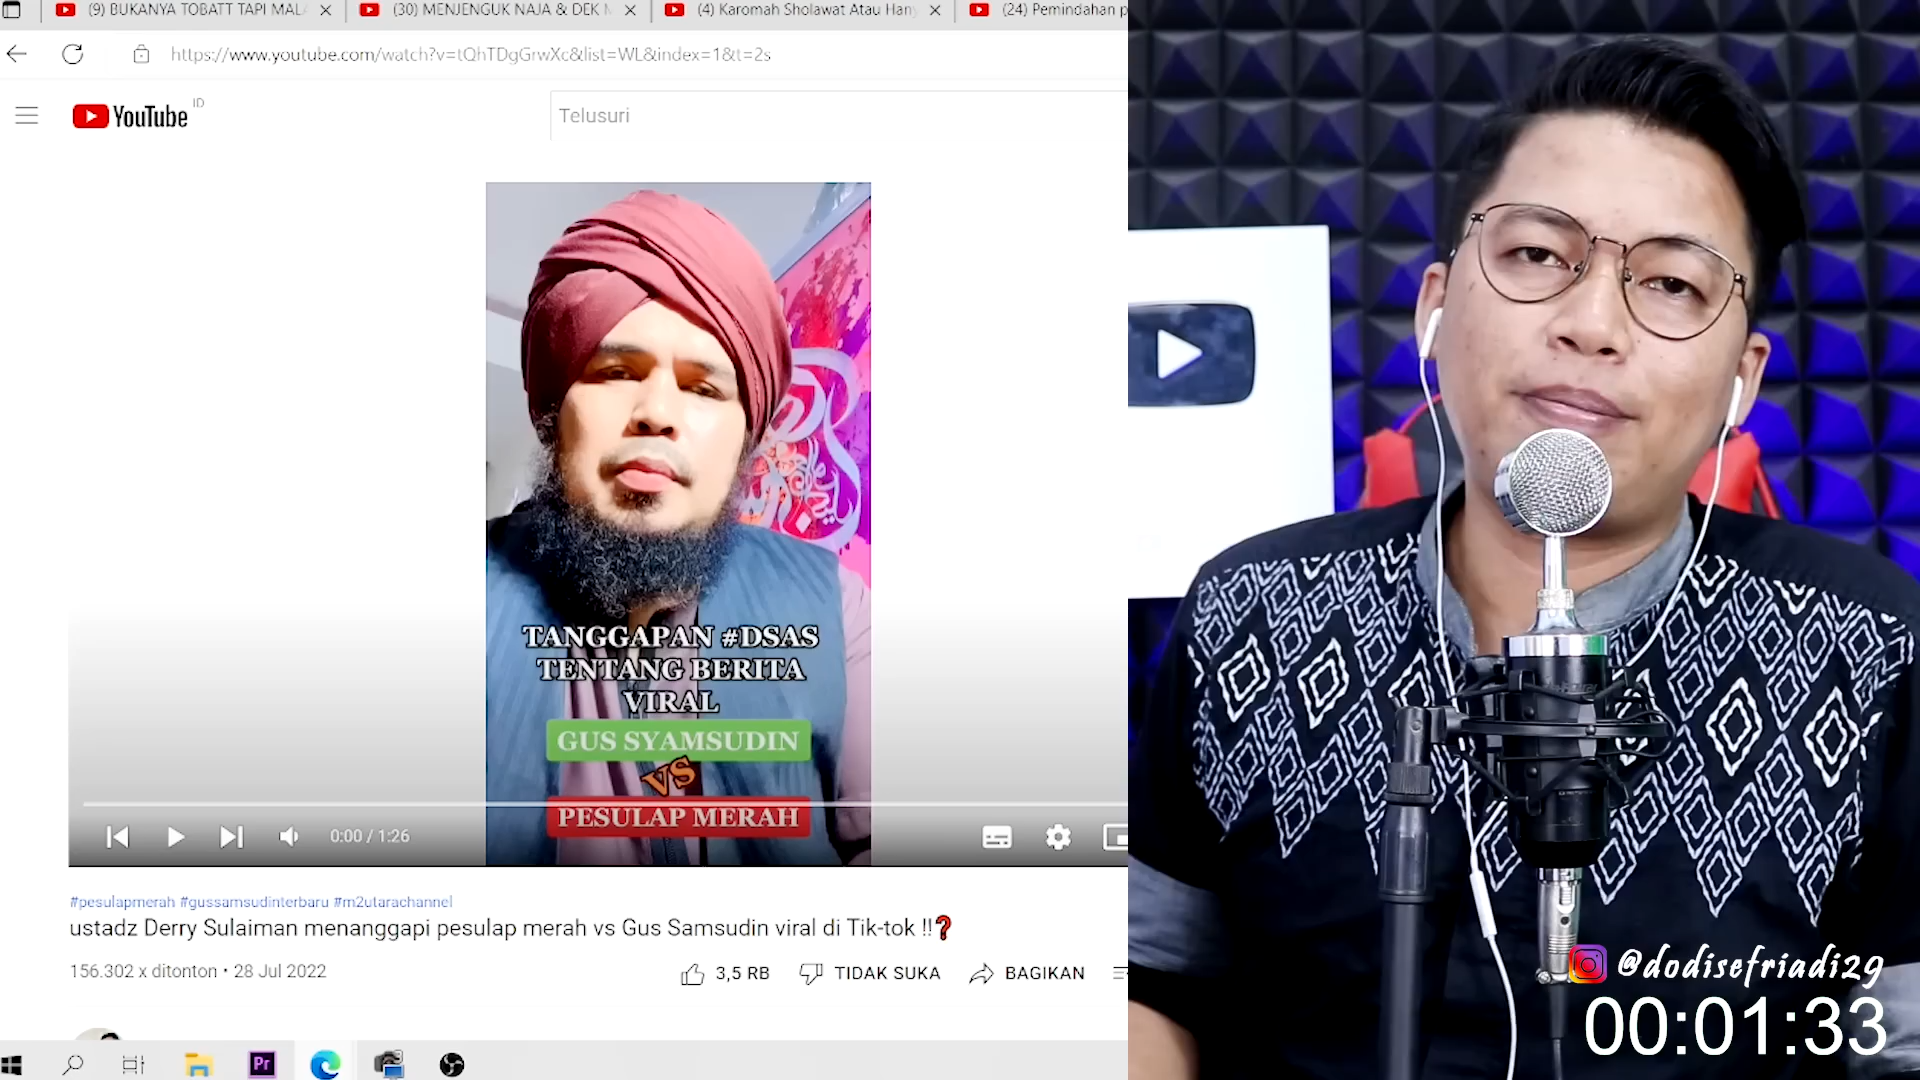 (9) BUKANYA TOBATT TAPI MAL
(30) MENJENGUK NAJA & DEK
(4) Karomah Sholawat Atau Han
(24) Pemindahan p
https://www.youtube.com/watch?v=tQhTDgGrwXc&list=WL&index=1&t=2s
YouTube ID
Telusuri
TANGGAPAN #DSAS
TENTANG BERITA
VIRAL
GUS SYAMSUDIN
VS
PESULAP MERAH
0:00 / 1:26
#pesulapmerah #gussamsudinterbaru #m2utarachannel
ustadz Derry Sulaiman menanggapi pesulap merah vs Gus Samsudin viral di Tik-tok !!❓
156.302 x ditonton • 28 Jul 2022
3,5 RB TIDAK SUKA BAGIKAN
Pr
@dodisefriadi29
00:01:33